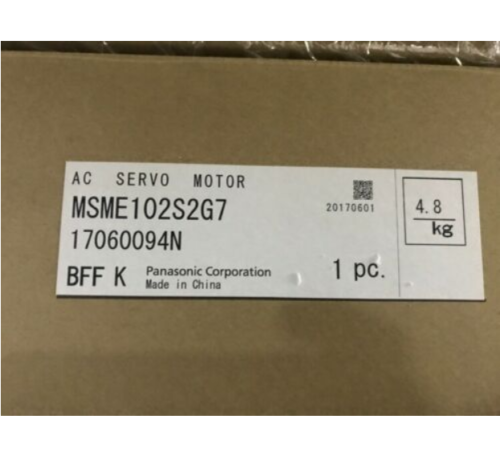 AC SERVO MOTOR
MSME102S2G7
20170601
4.8
kg
17060094N
BFF K
Panasonic Corporation
Made in China
1 pc.